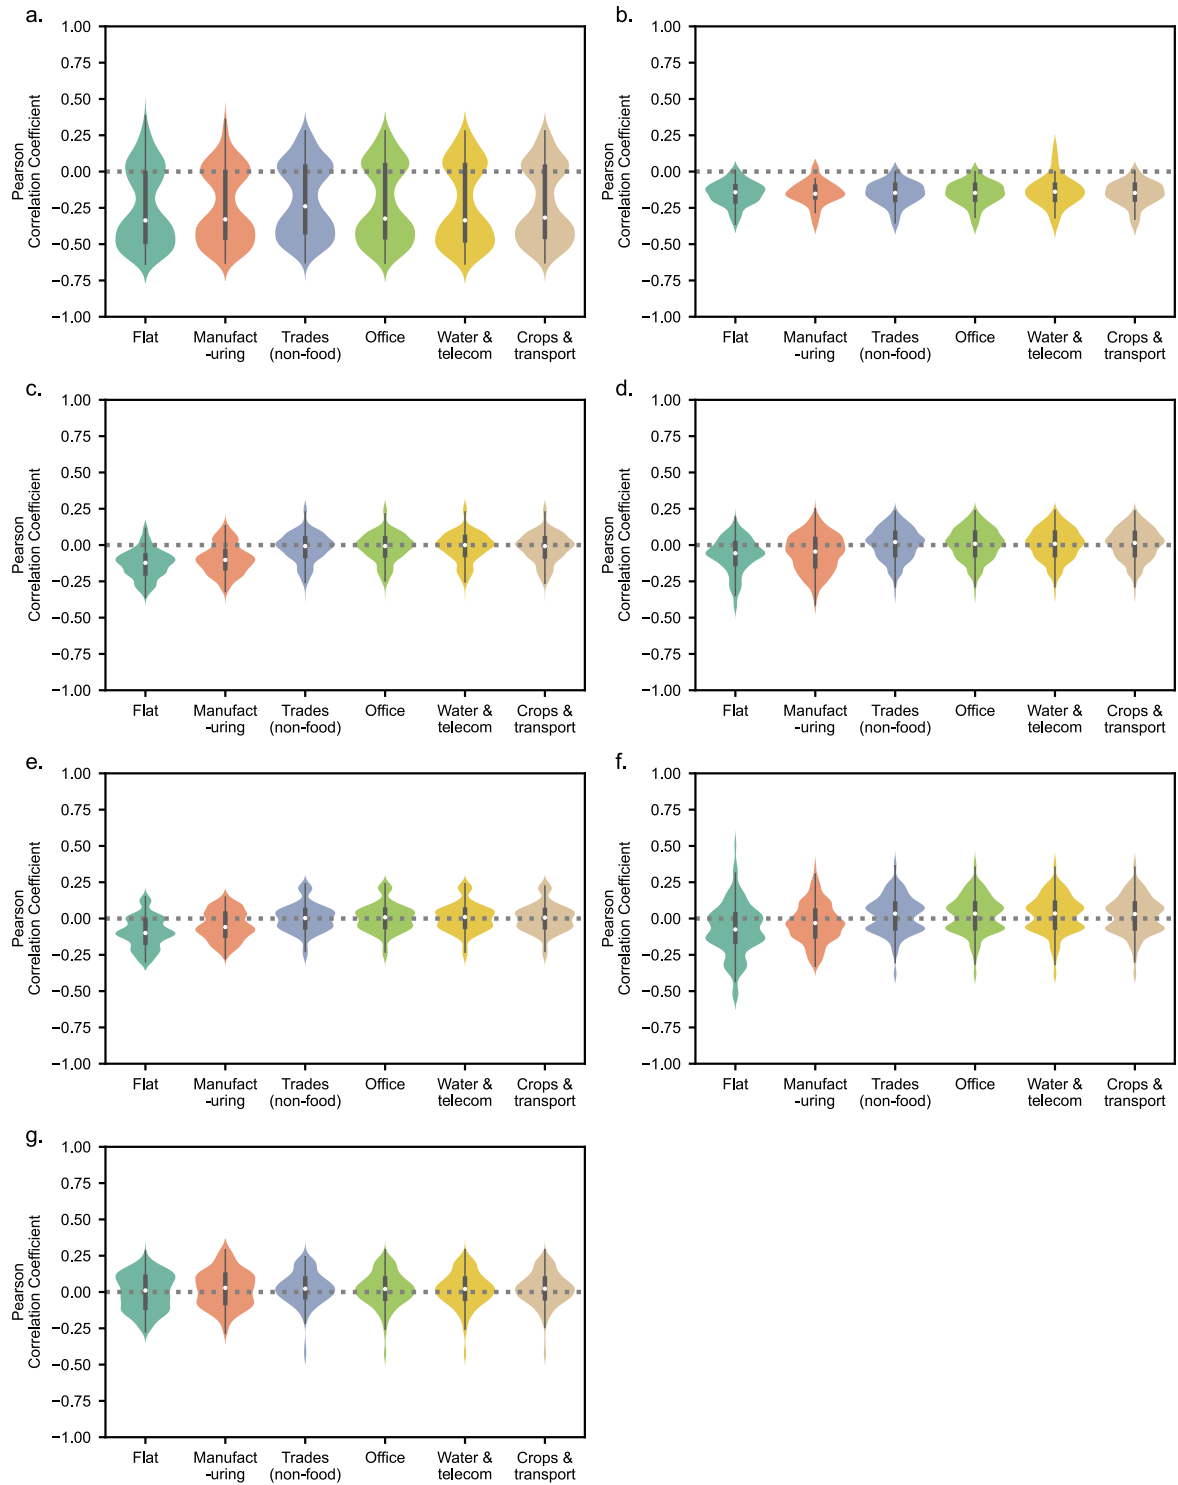 a.
1.00
0.75
0.50
0.25
0.00
−0.25
−0.50
−0.75
−1.00
Pearson
Correlation Coefficient
Flat
Manufact
-uring
Trades
(non-food)
Office
Water &
telecom
Crops &
transport
b.
1.00
0.75
0.50
0.25
0.00
−0.25
−0.50
−0.75
−1.00
Pearson
Correlation Coefficient
Flat
Manufact
-uring
Trades
(non-food)
Office
Water &
telecom
Crops &
transport
c.
1.00
0.75
0.50
0.25
0.00
−0.25
−0.50
−0.75
−1.00
Pearson
Correlation Coefficient
Flat
Manufact
-uring
Trades
(non-food)
Office
Water &
telecom
Crops &
transport
d.
1.00
0.75
0.50
0.25
0.00
−0.25
−0.50
−0.75
−1.00
Pearson
Correlation Coefficient
Flat
Manufact
-uring
Trades
(non-food)
Office
Water &
telecom
Crops &
transport
e.
1.00
0.75
0.50
0.25
0.00
−0.25
−0.50
−0.75
−1.00
Pearson
Correlation Coefficient
Flat
Manufact
-uring
Trades
(non-food)
Office
Water &
telecom
Crops &
transport
f.
1.00
0.75
0.50
0.25
0.00
−0.25
−0.50
−0.75
−1.00
Pearson
Correlation Coefficient
Flat
Manufact
-uring
Trades
(non-food)
Office
Water &
telecom
Crops &
transport
g.
1.00
0.75
0.50
0.25
0.00
−0.25
−0.50
−0.75
−1.00
Pearson
Correlation Coefficient
Flat
Manufact
-uring
Trades
(non-food)
Office
Water &
telecom
Crops &
transport